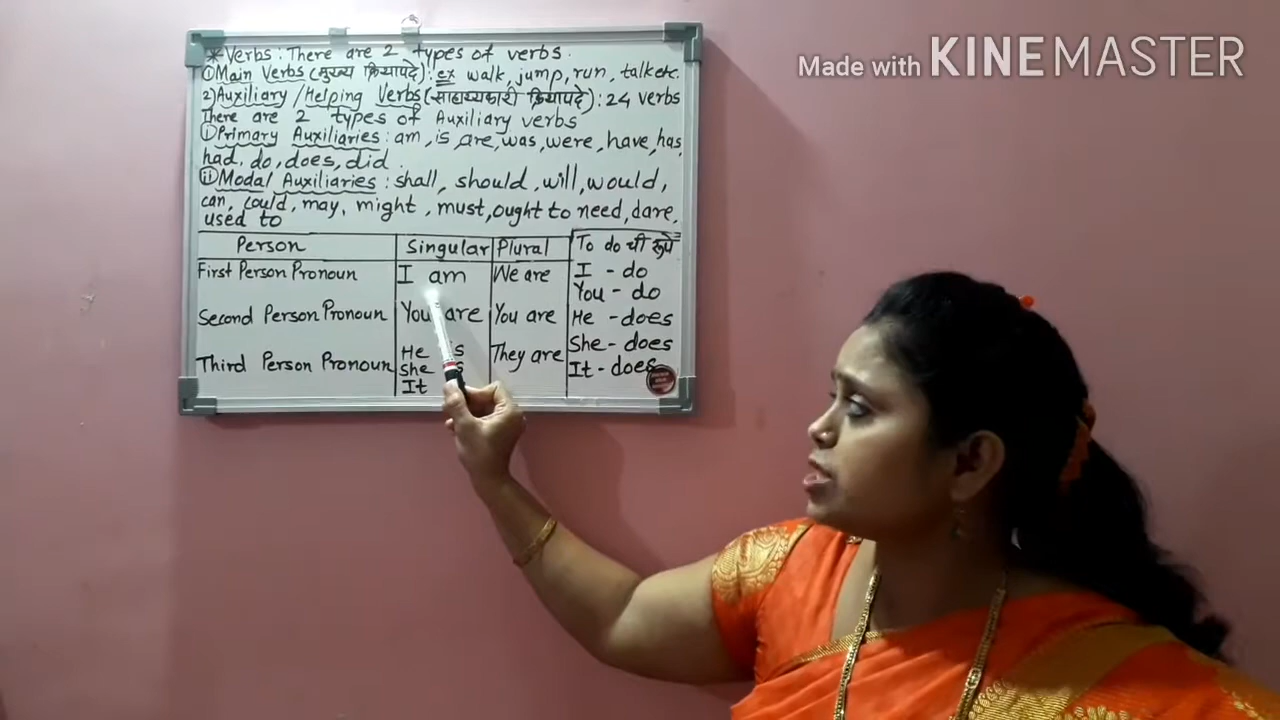 Made with KINEMASTER
* Verbs : There are 2 types of verbs.
① Main Verbs (मुख्य क्रियापदे) : ex walk, jump, run, talk etc.
2) Auxiliary / Helping Verbs (साहाय्यकारी क्रियापदे) : 24 verbs
There are 2 types of Auxiliary verbs
ⓘ Primary Auxiliaries : am, is, are, was, were, have, has,
had, do, does, did.
ⓘⓘ Modal Auxiliaries : shall, should, will, would,
can, could, may, might, must, ought to need, dare,
used to
Person Singular Plural To do ची रूपे
First Person Pronoun I am We are I - do
You - do
Second Person Pronoun You are You are He - does
She - does
Third Person Pronoun He is They are It - does
She
It